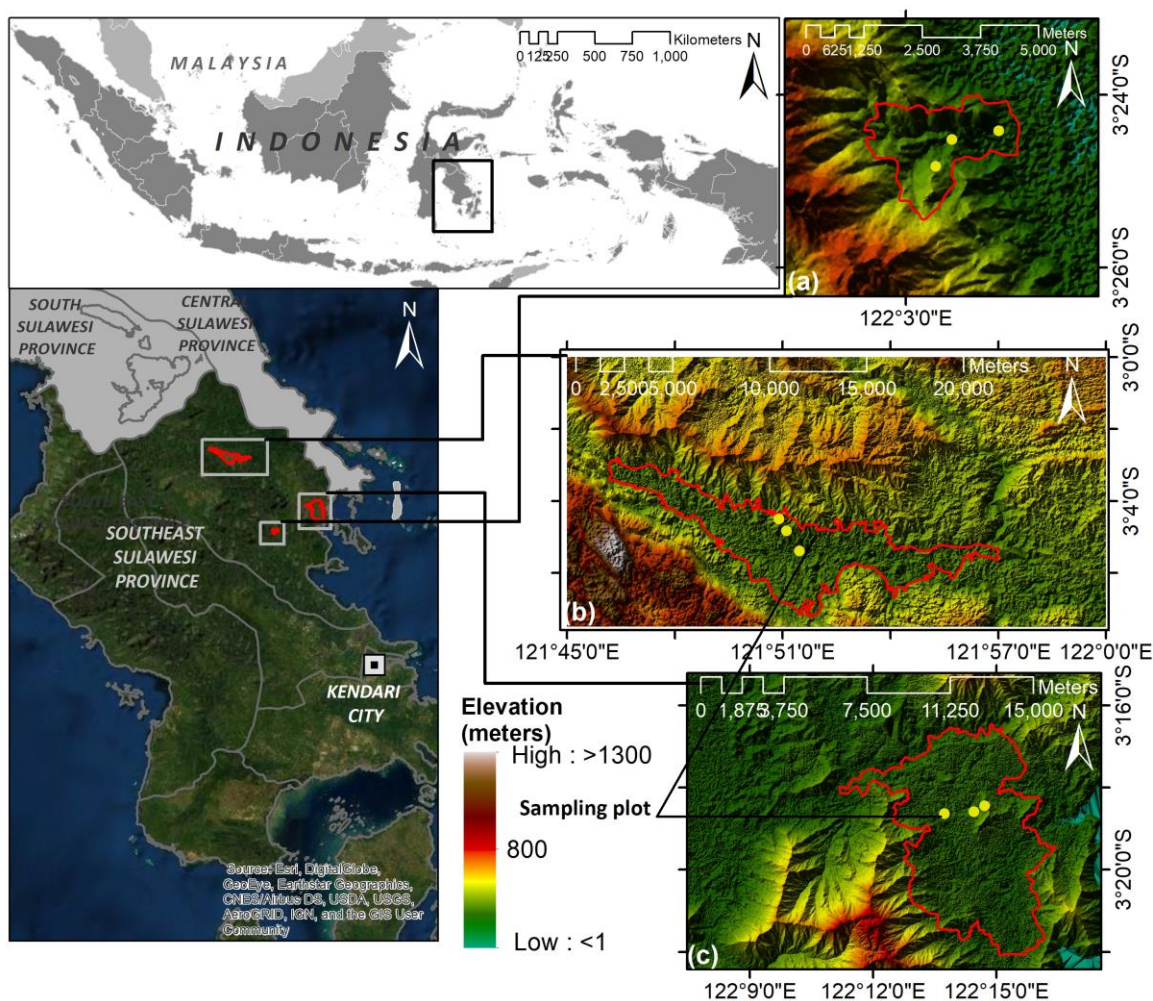 MALAYSIA
INDONESIA
Kilometers
0 125250 500 750 1,000
N
Meters
0 6251,250 2,500 3,750 5,000
N
3°24'0"S
3°26'0"S
(a)
122°3'0"E
SOUTH
SULAWESI
PROVINCE
CENTRAL
SULAWESI
PROVINCE
N
SOUTHEAST
SULAWESI
PROVINCE
KENDARI
CITY
Source: Esri, DigitalGlobe,
GeoEye, Earthstar Geographics,
CNES/Airbus DS, USDA, USGS,
AeroGRID, IGN, and the GIS User
Community
Meters
0 2,500 5,000 10,000 15,000 20,000
N
3°0'0"S
3°4'0"S
(b)
121°45'0"E 121°51'0"E 121°57'0"E 122°0'0"E
Elevation
(meters)
High : >1300
Sampling plot
800
Low : <1
Meters
0 1,875 3,750 7,500 11,250 15,000
N
3°16'0"S
3°20'0"S
(c)
122°9'0"E 122°12'0"E 122°15'0"E